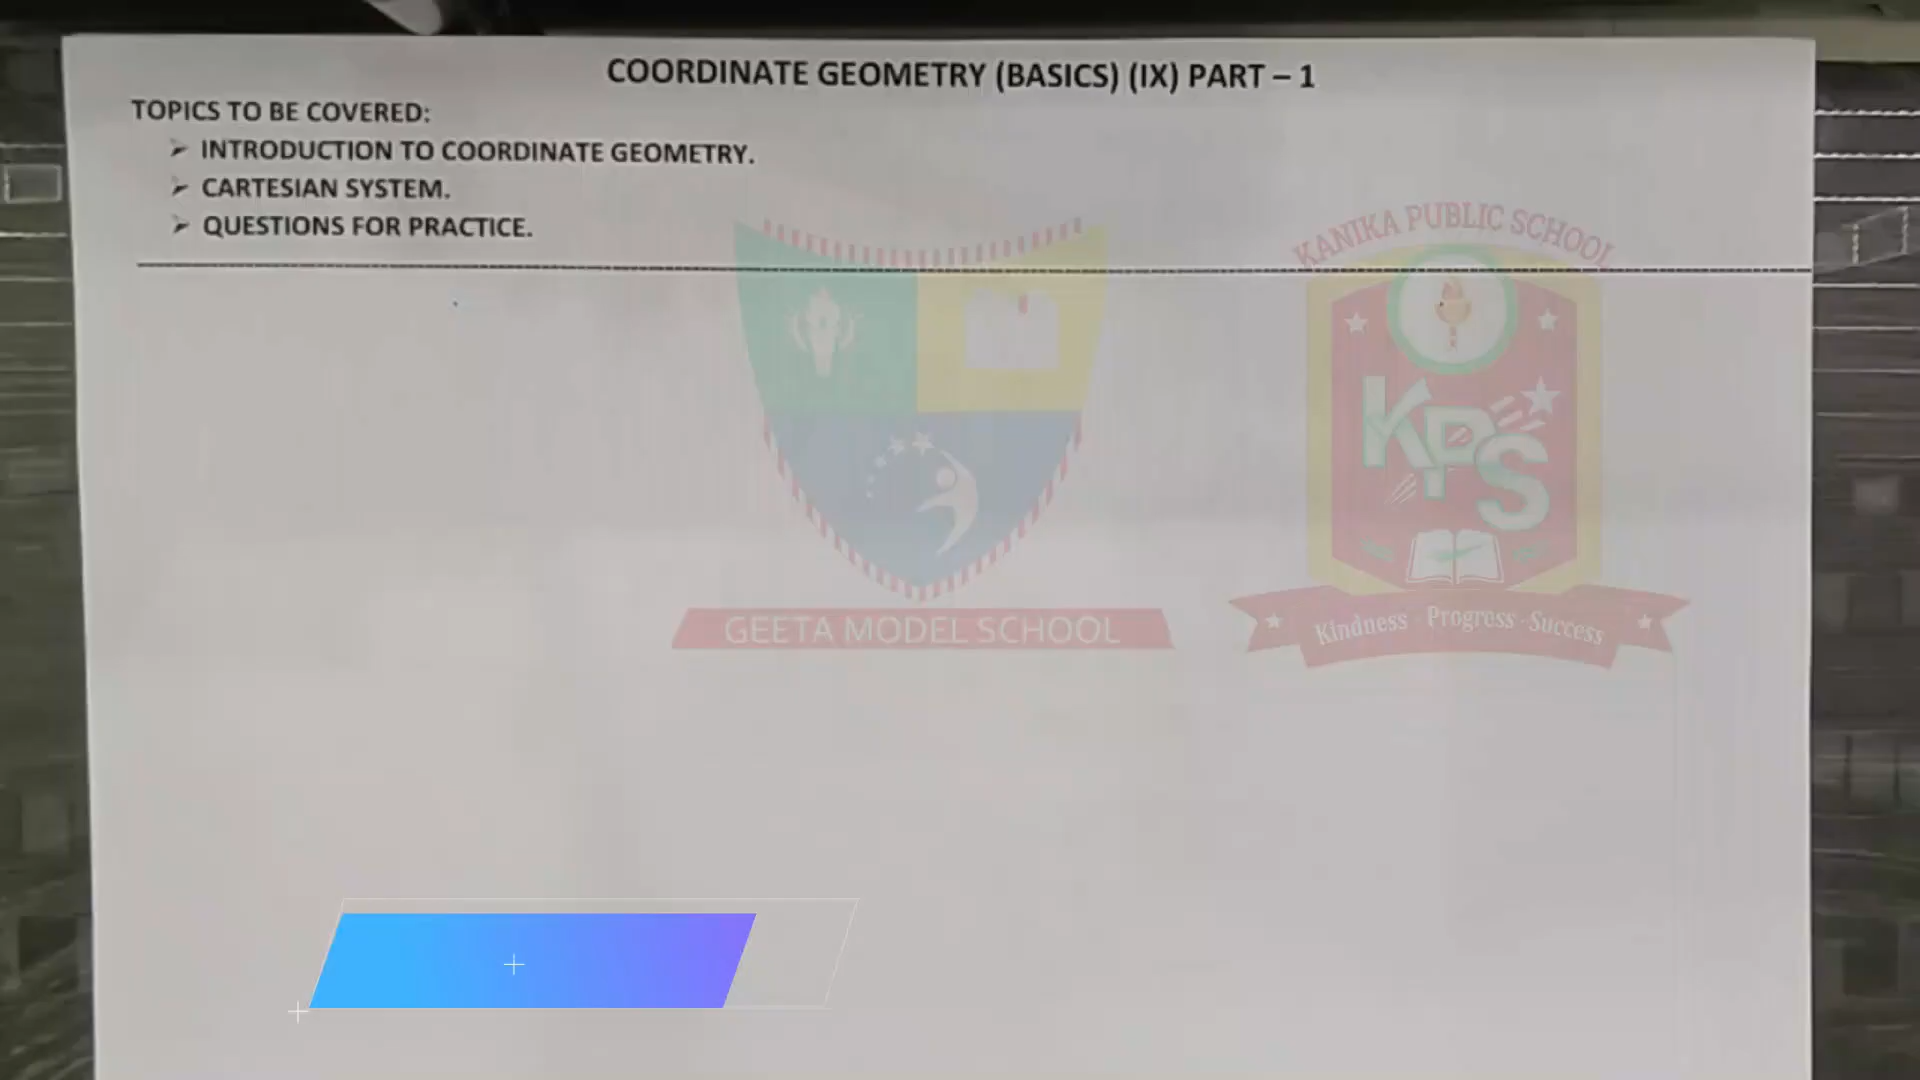 COORDINATE GEOMETRY (BASICS) (IX) PART – 1
TOPICS TO BE COVERED:
➢ INTRODUCTION TO COORDINATE GEOMETRY.
➢ CARTESIAN SYSTEM.
➢ QUESTIONS FOR PRACTICE.
KANIKA PUBLIC SCHOOL
KPS
GEETA MODEL SCHOOL
Kindness · Progress · Success